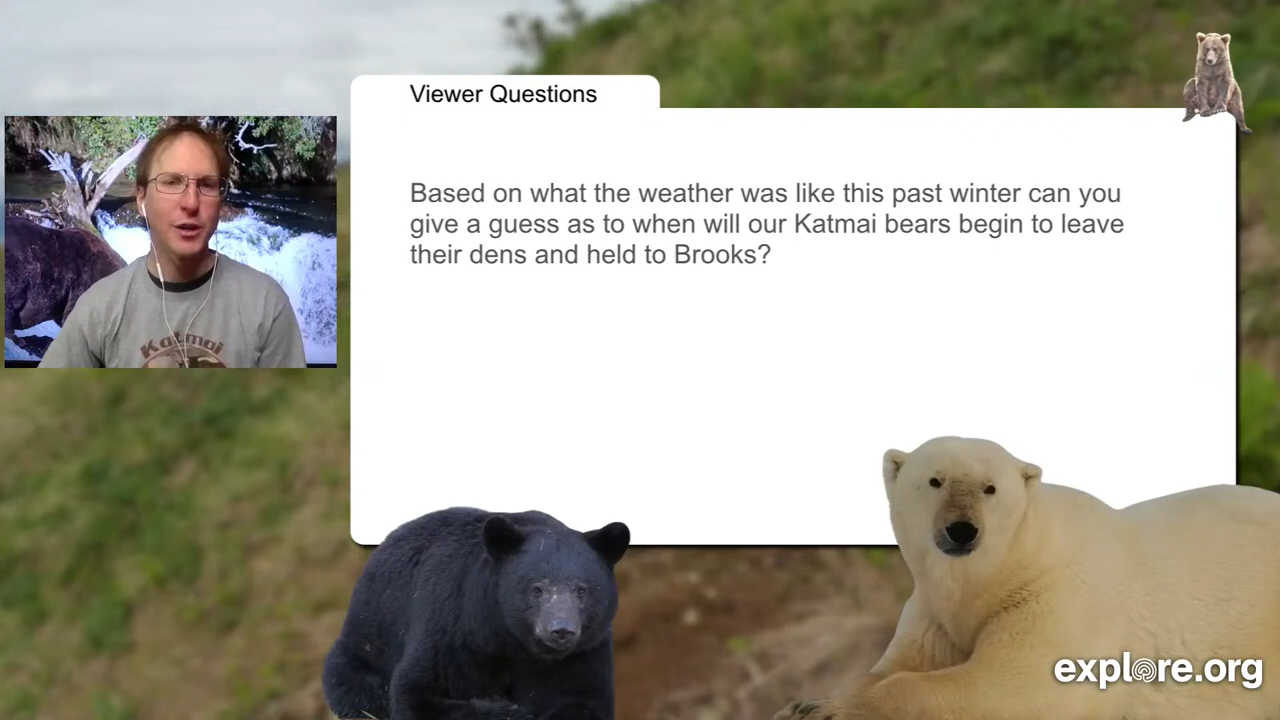 Viewer Questions
Based on what the weather was like this past winter can you
give a guess as to when will our Katmai bears begin to leave
their dens and held to Brooks?
Katmai
explore.org